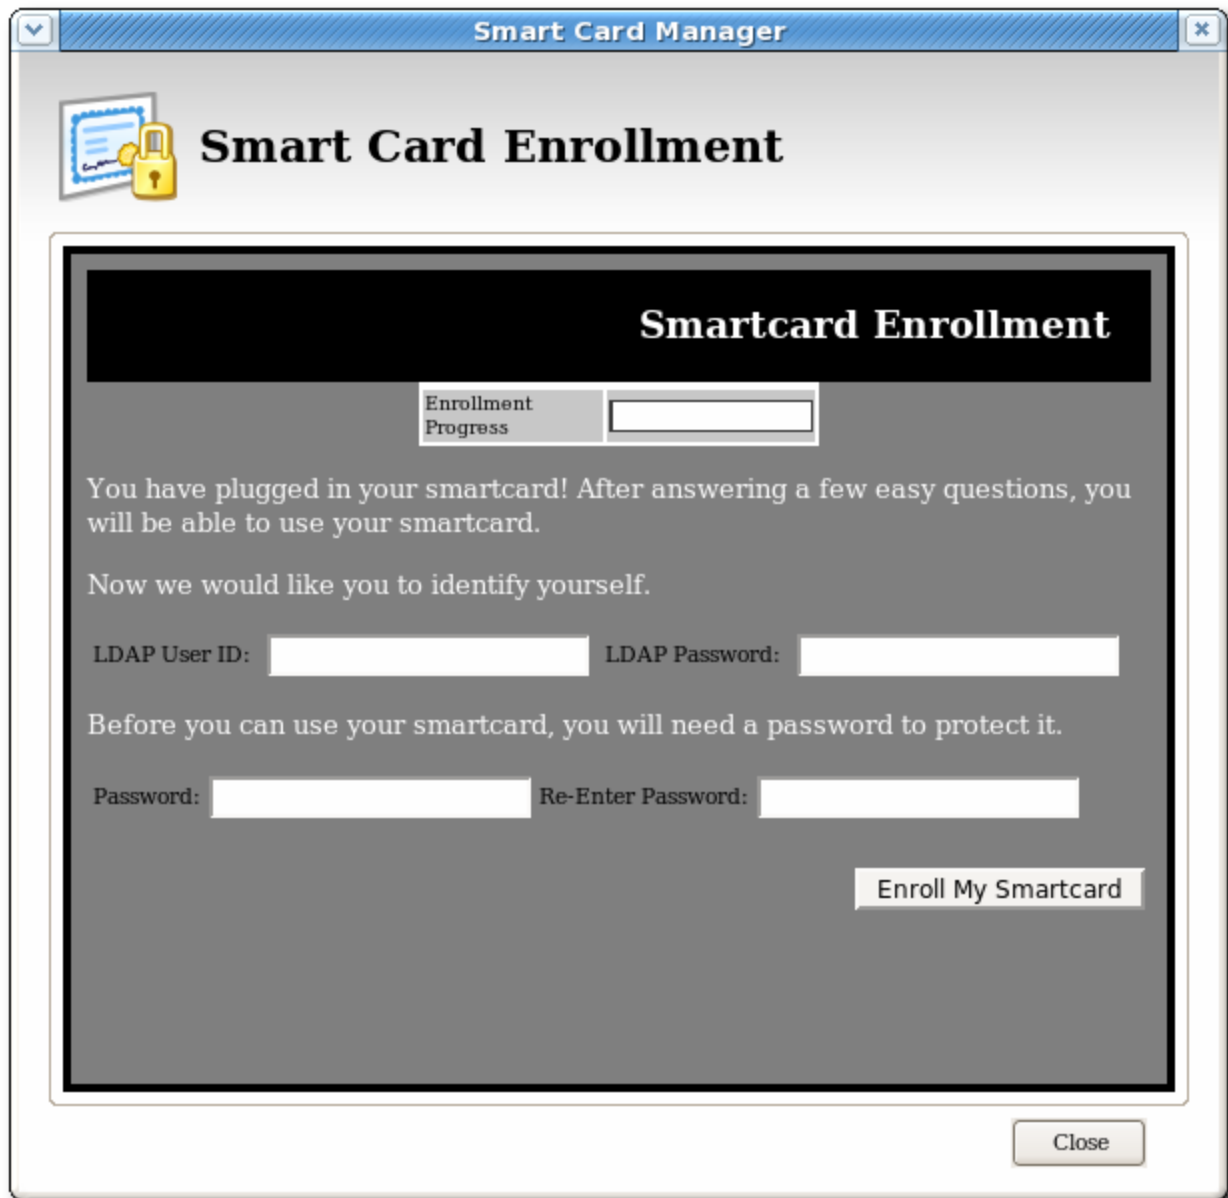 Smart Card Manager
Smart Card Enrollment
Smartcard Enrollment
Enrollment
Progress
You have plugged in your smartcard! After answering a few easy questions, you
will be able to use your smartcard.
Now we would like you to identify yourself.
LDAP User ID: LDAP Password:
Before you can use your smartcard, you will need a password to protect it.
Password: Re-Enter Password:
Enroll My Smartcard
Close